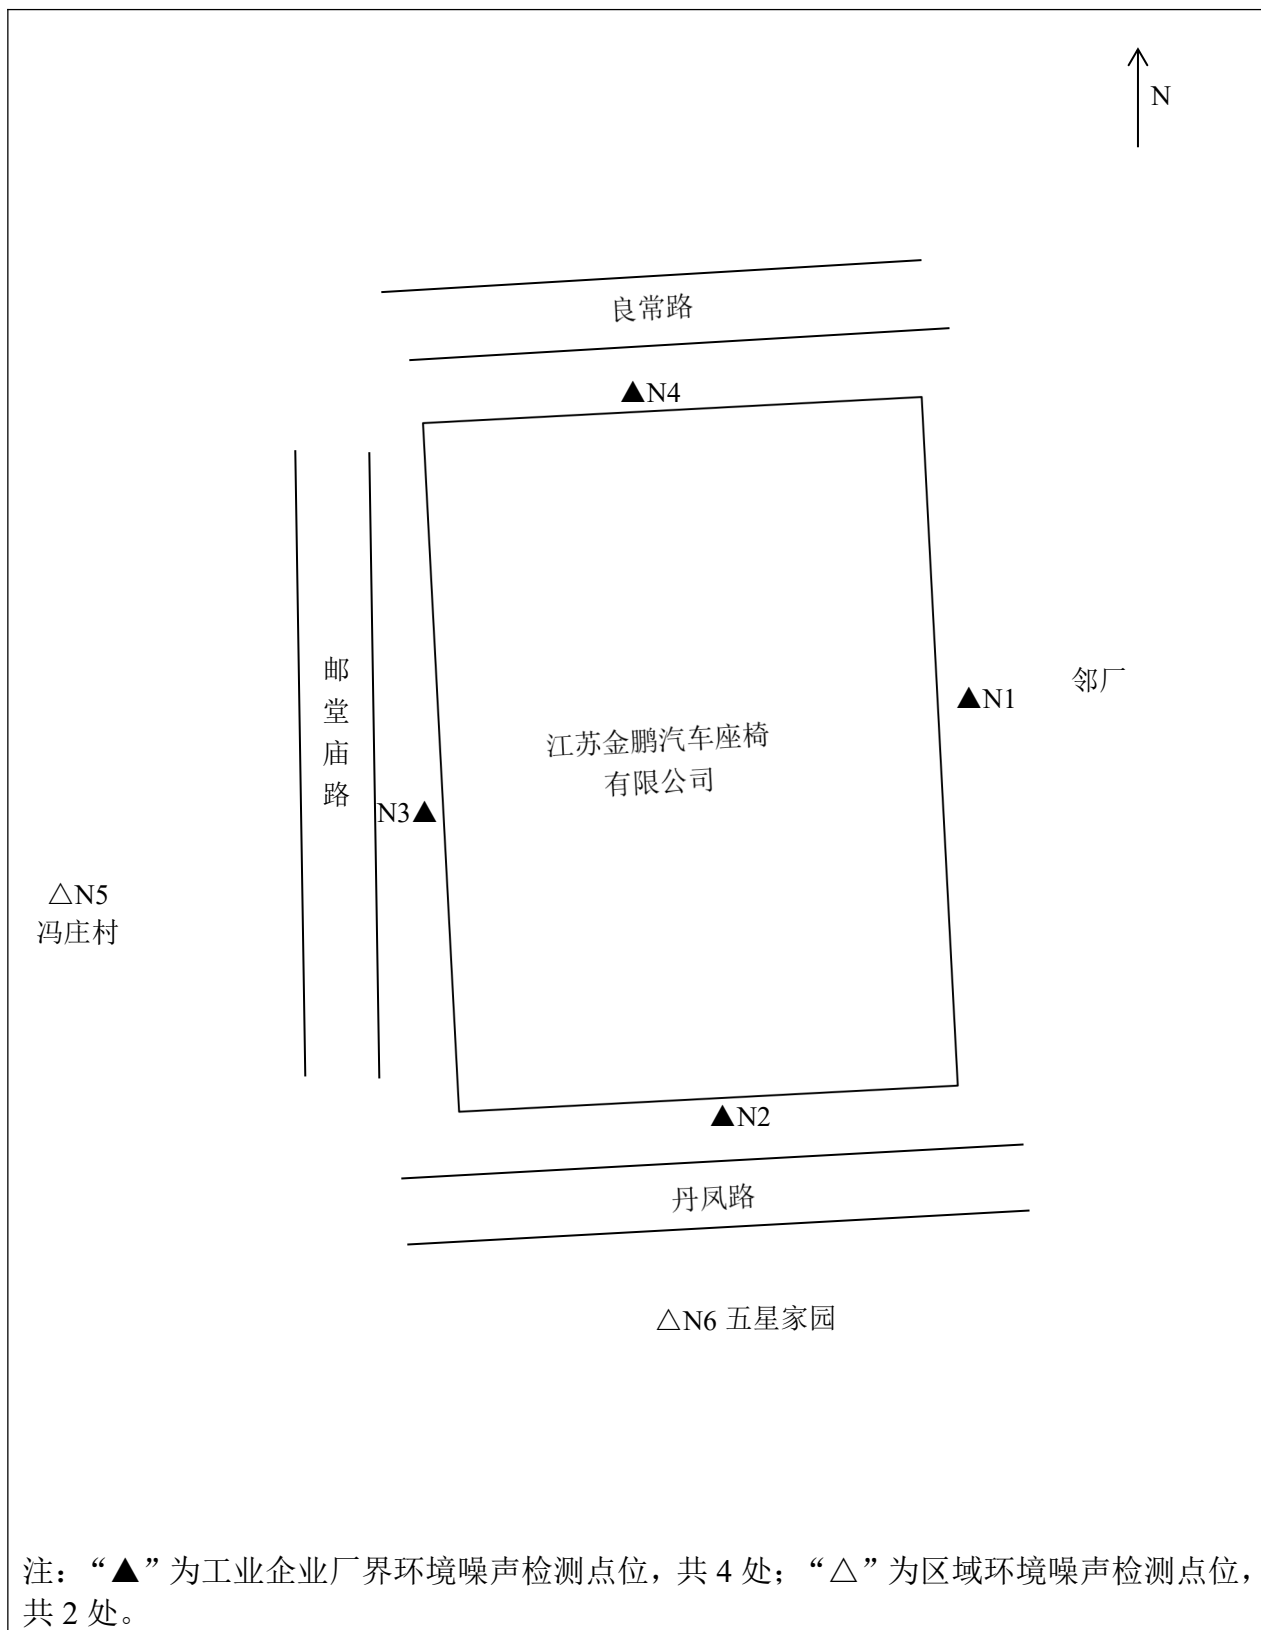 N
良常路
▲N4
邮堂庙路
▲N1
邻厂
江苏金鹏汽车座椅
有限公司
N3▲
△N5
冯庄村
▲N2
丹凤路
△N6 五星家园
注：“▲”为工业企业厂界环境噪声检测点位，共 4 处；“△”为区域环境噪声检测点位，
共 2 处。